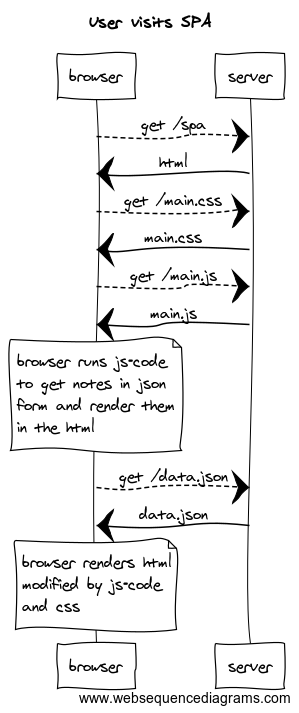 User visits SPA
browser
server
get /spa
html
get /main.css
main.css
get /main.js
main.js
browser runs js-code
to get notes in json
form and render them
in the html
get /data.json
data.json
browser renders html
modified by js-code
and css
browser
server
www.websequencediagrams.com